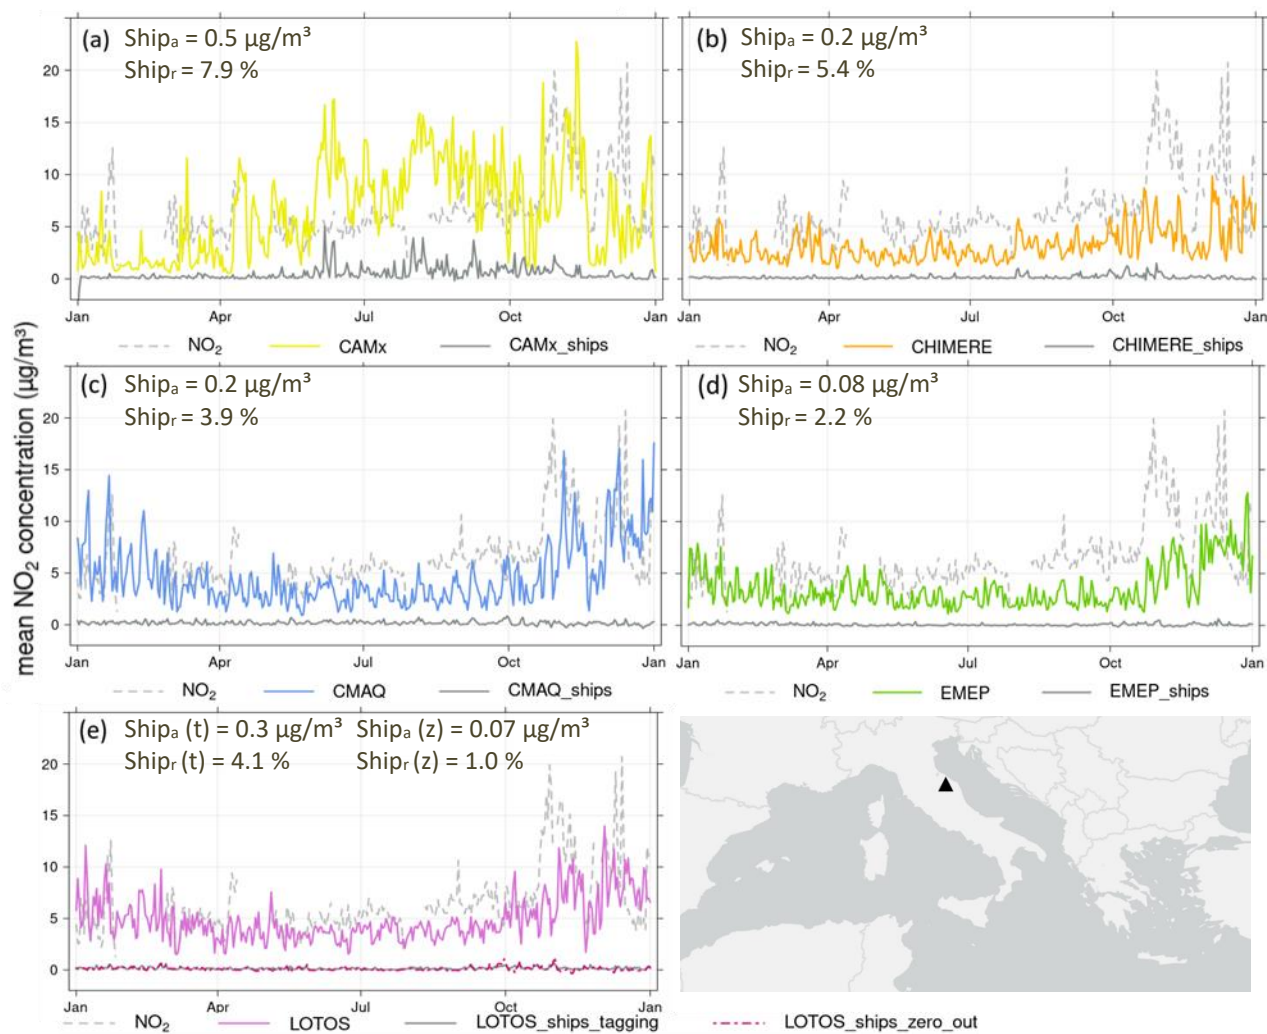 (a) Shipₐ = 0.5 µg/m³
Shipᵣ = 7.9 %
20
15
10
5
0
Jan Apr Jul Oct Jan
NO₂ CAMx CAMx_ships
(b) Shipₐ = 0.2 µg/m³
Shipᵣ = 5.4 %
Jan Apr Jul Oct Jan
NO₂ CHIMERE CHIMERE_ships
mean NO₂ concentration (µg/m³)
(c) Shipₐ = 0.2 µg/m³
Shipᵣ = 3.9 %
20
15
10
5
0
Jan Apr Jul Oct Jan
NO₂ CMAQ CMAQ_ships
(d) Shipₐ = 0.08 µg/m³
Shipᵣ = 2.2 %
Jan Apr Jul Oct Jan
NO₂ EMEP EMEP_ships
(e) Shipₐ (t) = 0.3 µg/m³ Shipₐ (z) = 0.07 µg/m³
Shipᵣ (t) = 4.1 % Shipᵣ (z) = 1.0 %
20
15
10
5
0
Jan Apr Jul Oct Jan
NO₂ LOTOS LOTOS_ships_tagging LOTOS_ships_zero_out